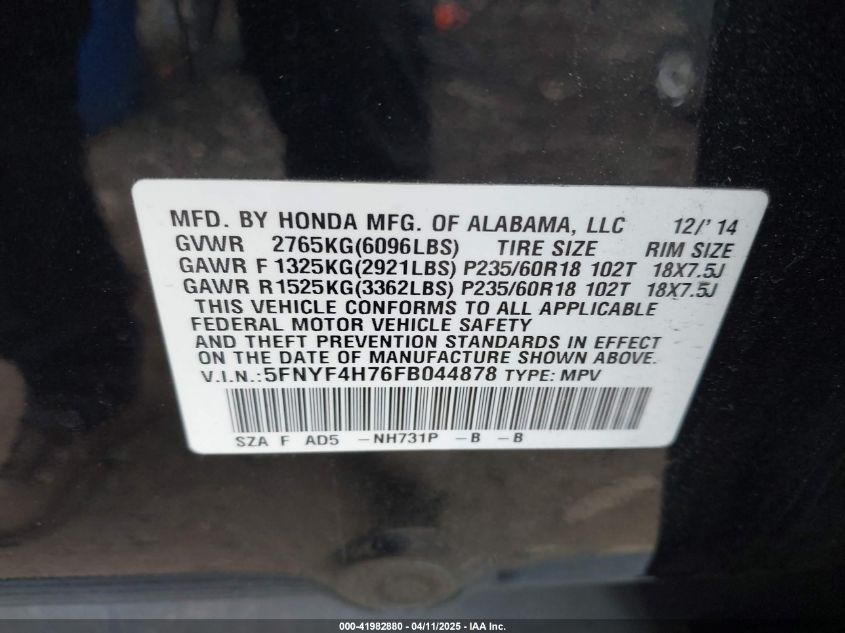 MFD. BY HONDA MFG. OF ALABAMA, LLC 12/'14
GVWR 2765KG(6096LBS) TIRE SIZE RIM SIZE
GAWR F 1325KG(2921LBS) P235/60R18 102T 18X7.5J
GAWR R1525KG(3362LBS) P235/60R18 102T 18X7.5J
THIS VEHICLE CONFORMS TO ALL APPLICABLE
FEDERAL MOTOR VEHICLE SAFETY
AND THEFT PREVENTION STANDARDS IN EFFECT
ON THE DATE OF MANUFACTURE SHOWN ABOVE.
V.I.N.:5FNYF4H76FB044878 TYPE: MPV
SZA F AD5 -NH731P -B -B
000-41982880 - 04/11/2025 - IAA Inc.